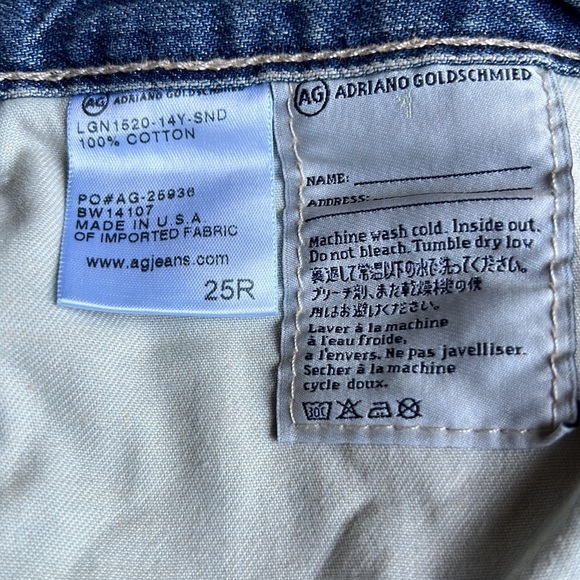 AG ADRIANO GOLDSCHMIED
LGN1520-14Y-SND
100% COTTON
PO#AG-25936
BW14107
MADE IN U.S.A
OF IMPORTED FABRIC
www.agjeans.com
25R
AG ADRIANO GOLDSCHMIED
NAME:
ADDRESS:
Machine wash cold. Inside out.
Do not bleach. Tumble dry low
裏返して常温以下の水で洗ってください。
ブリーチ剤、また乾燥機の使
用はお避けください。
Laver à la machine
à l'eau froide,
a l'envers. Ne pas javelliser.
Secher à la machine
cycle doux.
30C